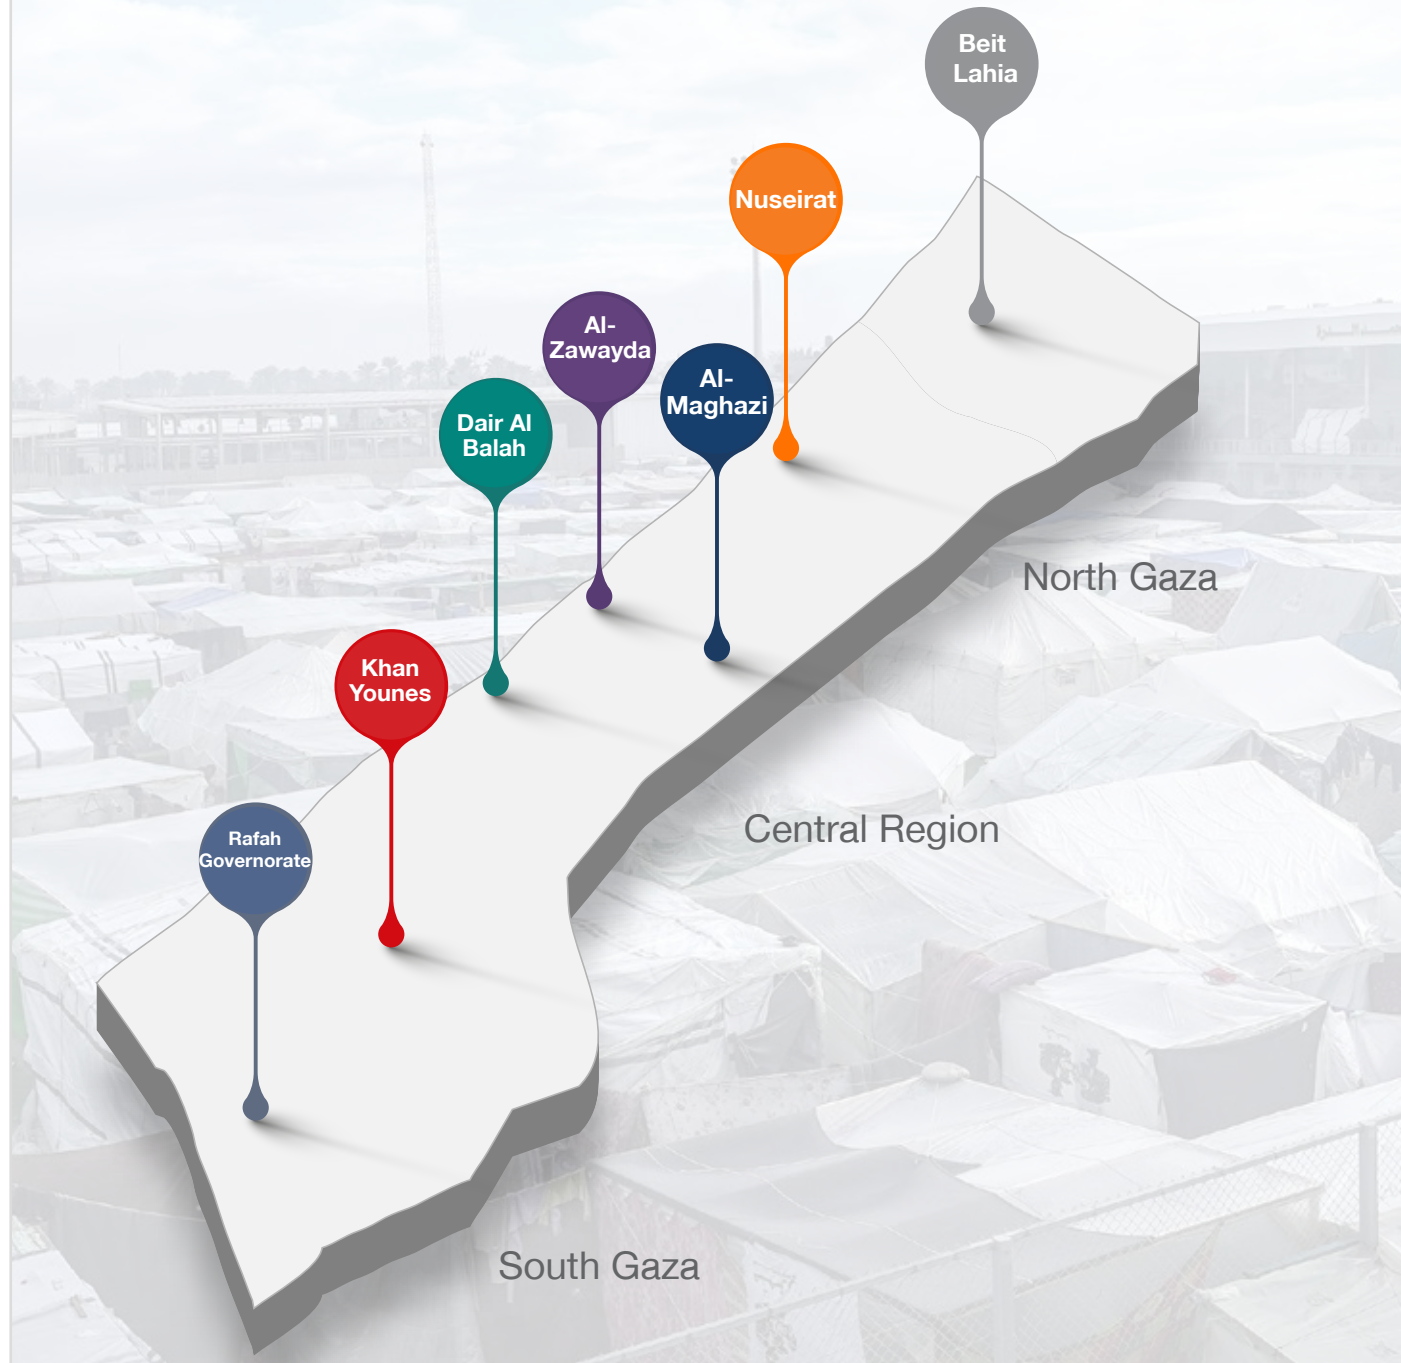 Beit
Lahia
Nuseirat
Al-
Zawayda
Al-
Maghazi
Dair Al
Balah
Khan
Younes
Rafah
Governorate
North Gaza
Central Region
South Gaza